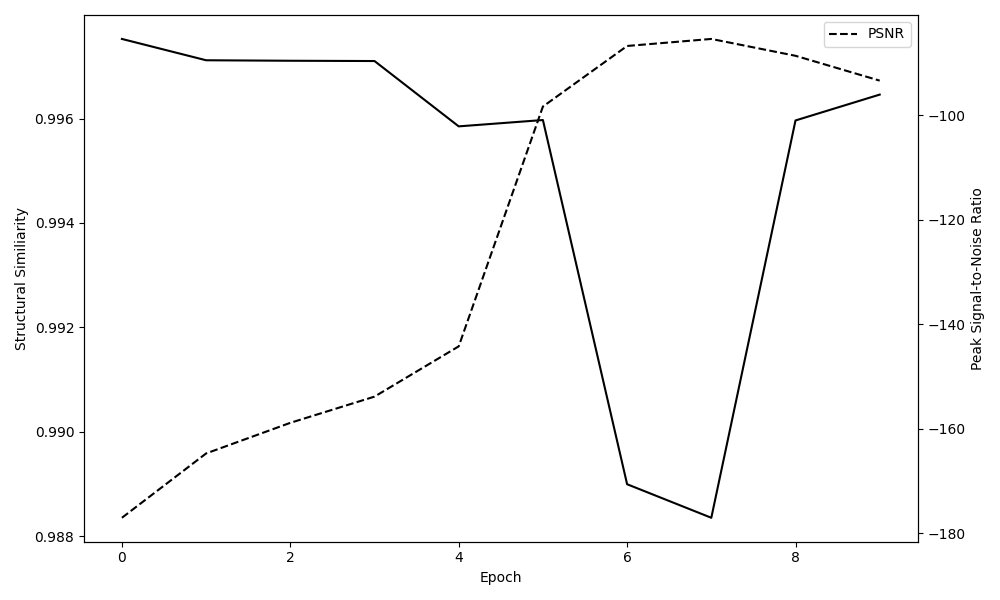 PSNR
0.996
0.994
0.992
0.990
0.988
Structural Similiarity
−100
−120
−140
−160
−180
Peak Signal-to-Noise Ratio
0 2 4 6 8
Epoch